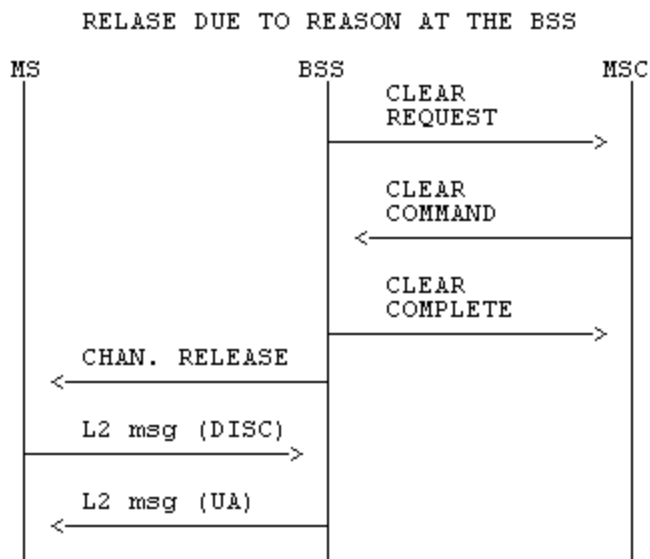 RELASE DUE TO REASON AT THE BSS
MS BSS MSC
CLEAR
REQUEST
CLEAR
COMMAND
CLEAR
COMPLETE
CHAN. RELEASE
L2 msg (DISC)
L2 msg (UA)